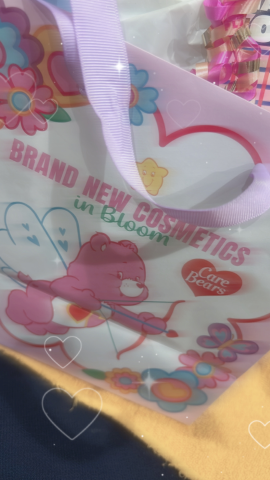 BRAND NEW COSMETICS
in Bloom
Care
Bears